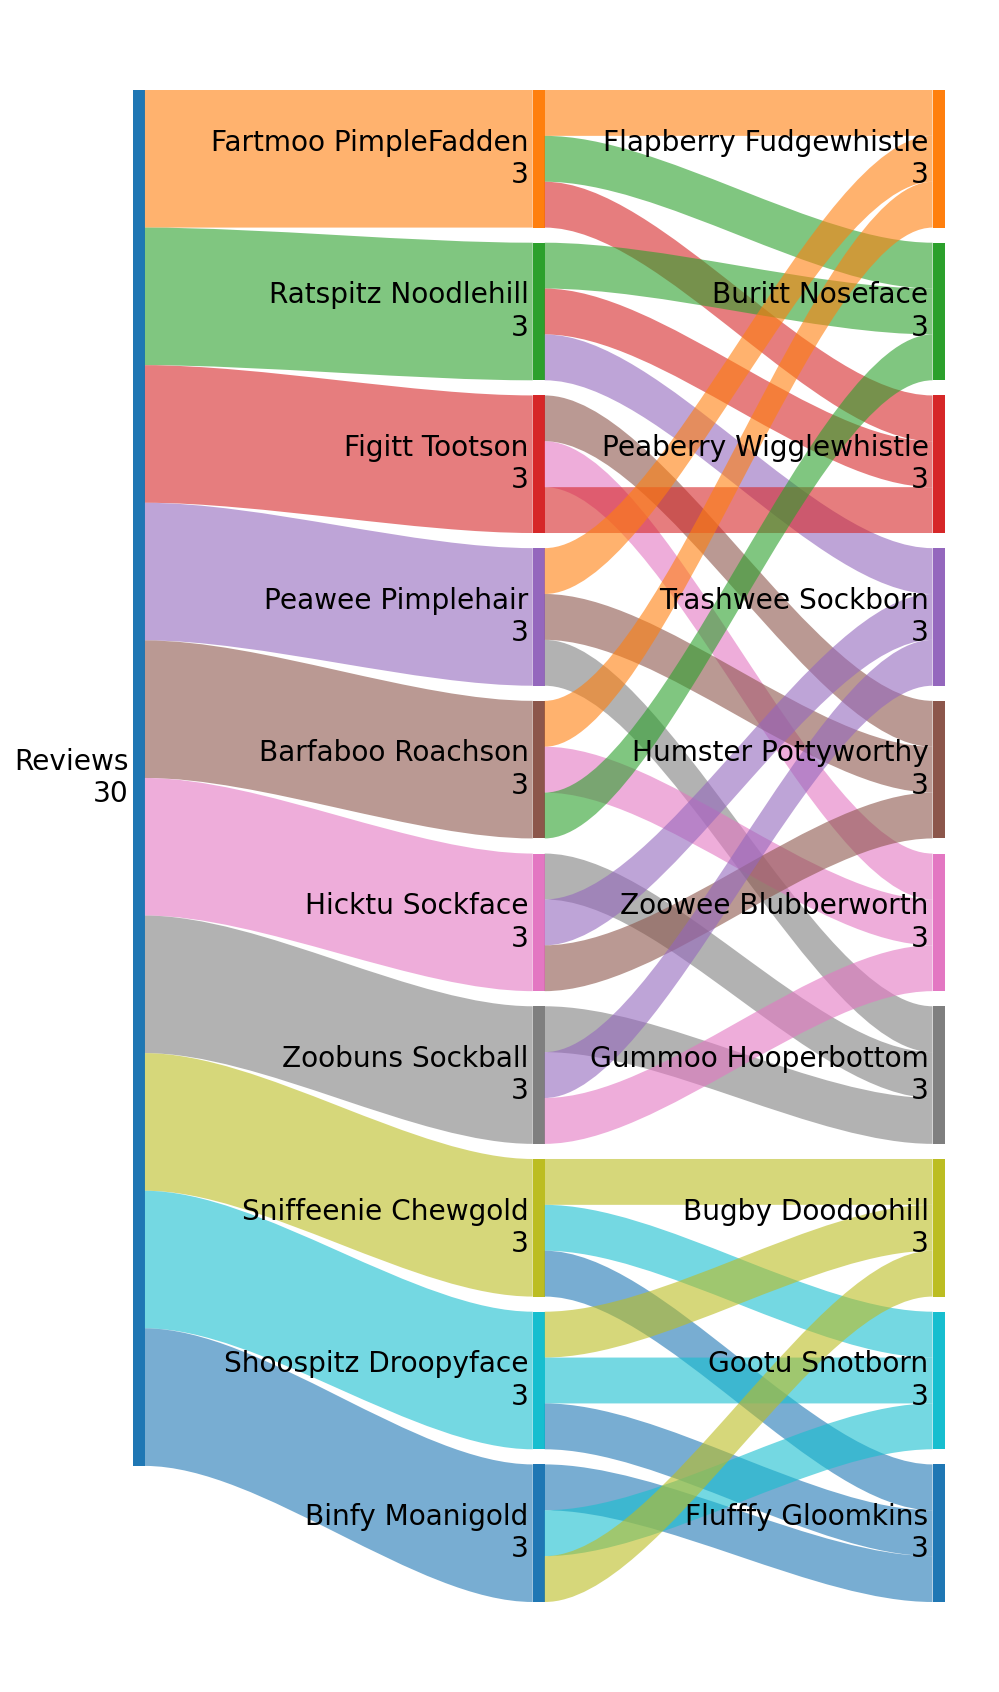 Fartmoo PimpleFadden
3
Flapberry Fudgewhistle
3
Ratspitz Noodlehill
3
Buritt Noseface
3
Figitt Tootson
3
Peaberry Wigglewhistle
3
Peawee Pimplehair
3
Trashwee Sockborn
3
Reviews
30
Barfaboo Roachson
3
Humster Pottyworthy
3
Hicktu Sockface
3
Zoowee Blubberworth
3
Zoobuns Sockball
3
Gummoo Hooperbottom
3
Sniffeenie Chewgold
3
Bugby Doodoohill
3
Shoospitz Droopyface
3
Gootu Snotborn
3
Binfy Moanigold
3
Flufffy Gloomkins
3